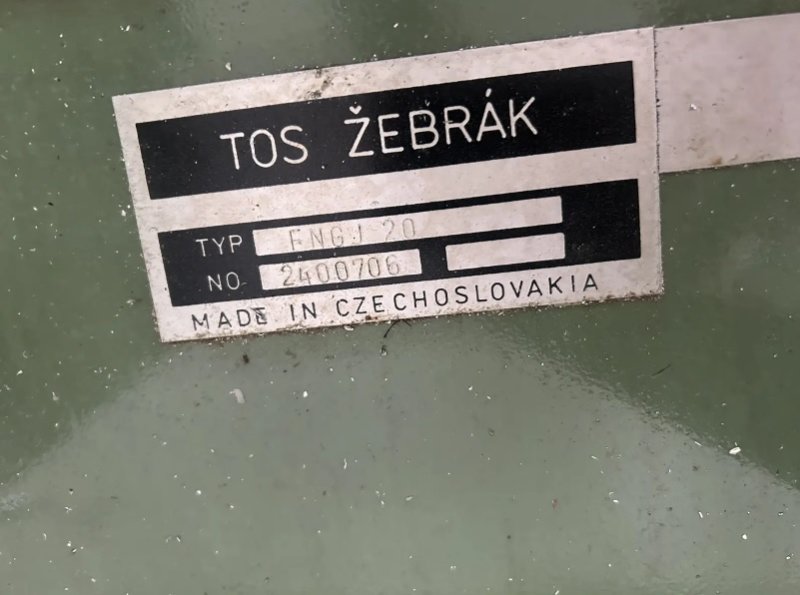 TOS ŽEBRÁK
TYP FNGJ 20
NO 2400706
MADE IN CZECHOSLOVAKIA